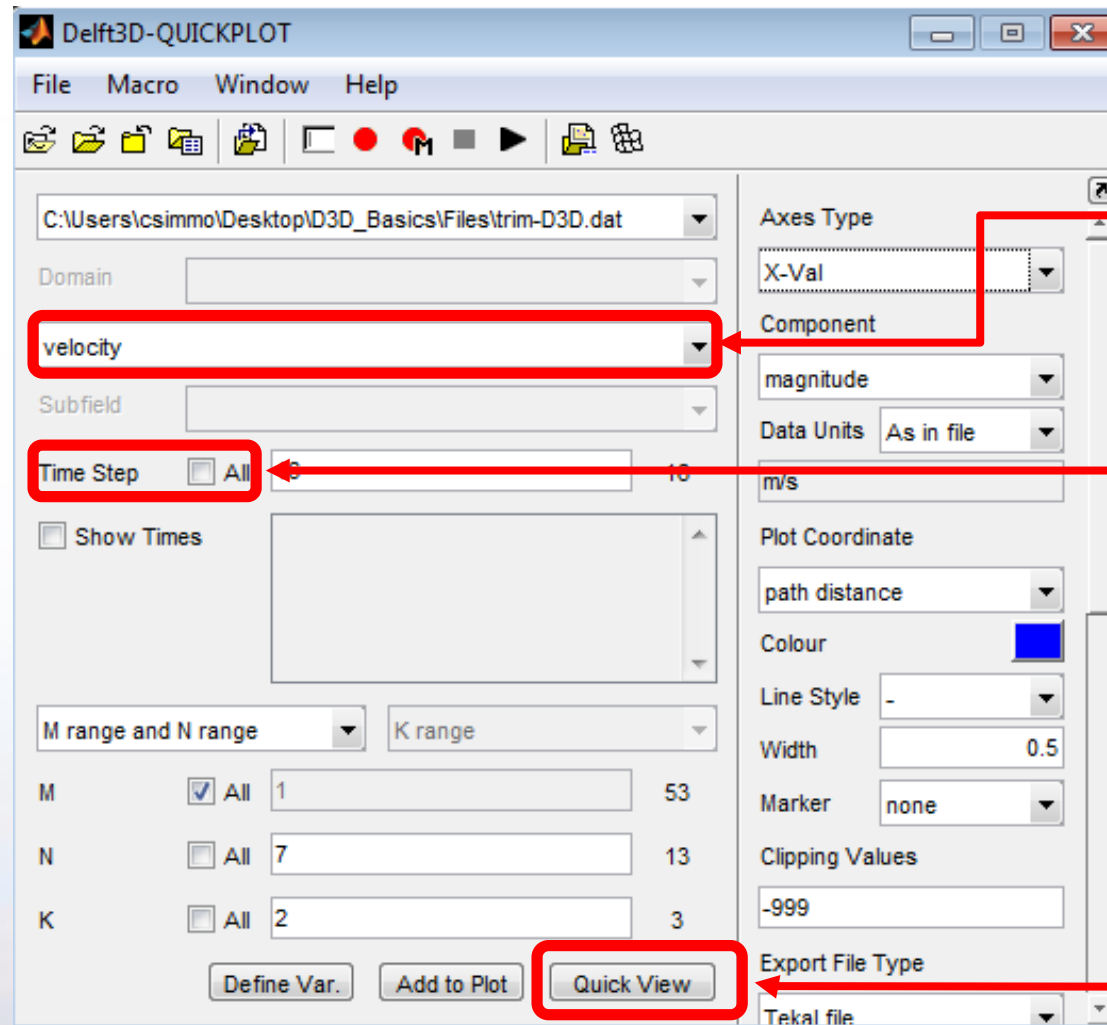 Delft3D-QUICKPLOT
File Macro Window Help
C:\Users\csimmo\Desktop\D3D_Basics\Files\trim-D3D.dat
Domain
velocity
Subfield
Time Step All
Show Times
M range and N range K range
M All 1 53
N All 7 13
K All 2 3
Define Var. Add to Plot Quick View
Axes Type
X-Val
Component
magnitude
Data Units As in file
m/s
Plot Coordinate
path distance
Colour
Line Style -
Width 0.5
Marker none
Clipping Values
-999
Export File Type
Tekal file